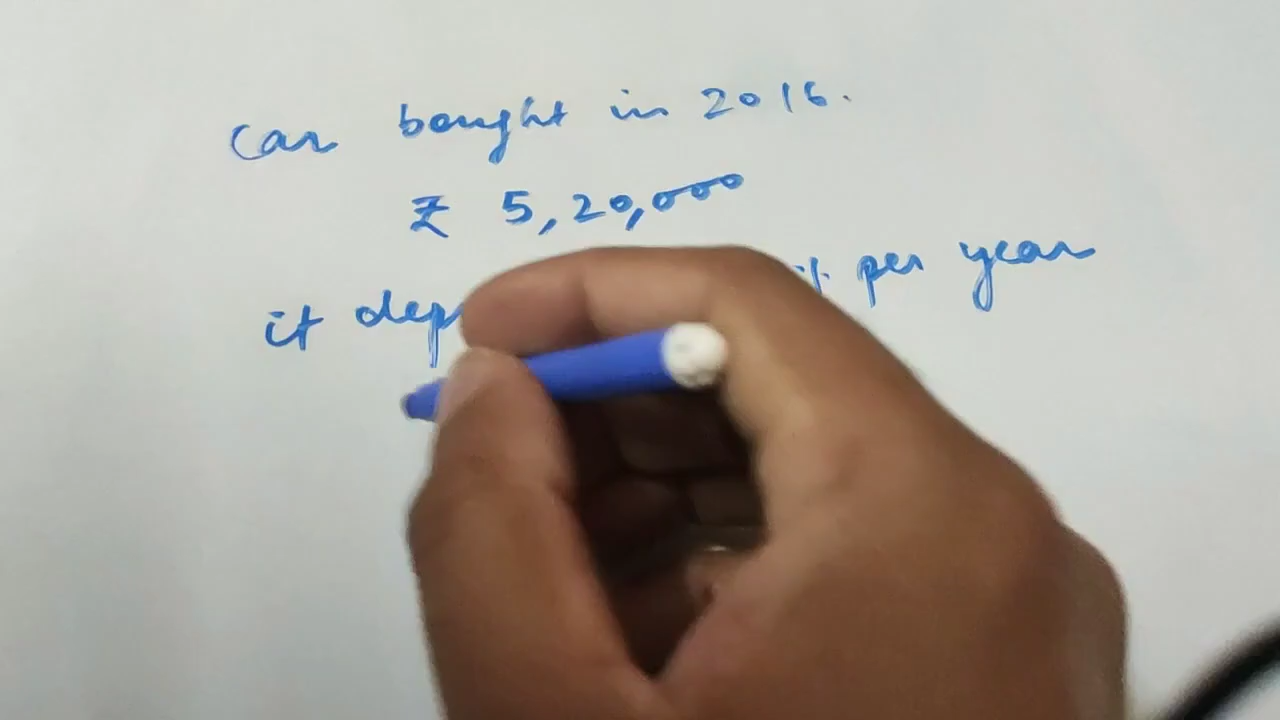 Car bought in 2016.
₹ 5,20,000
it dep % per year